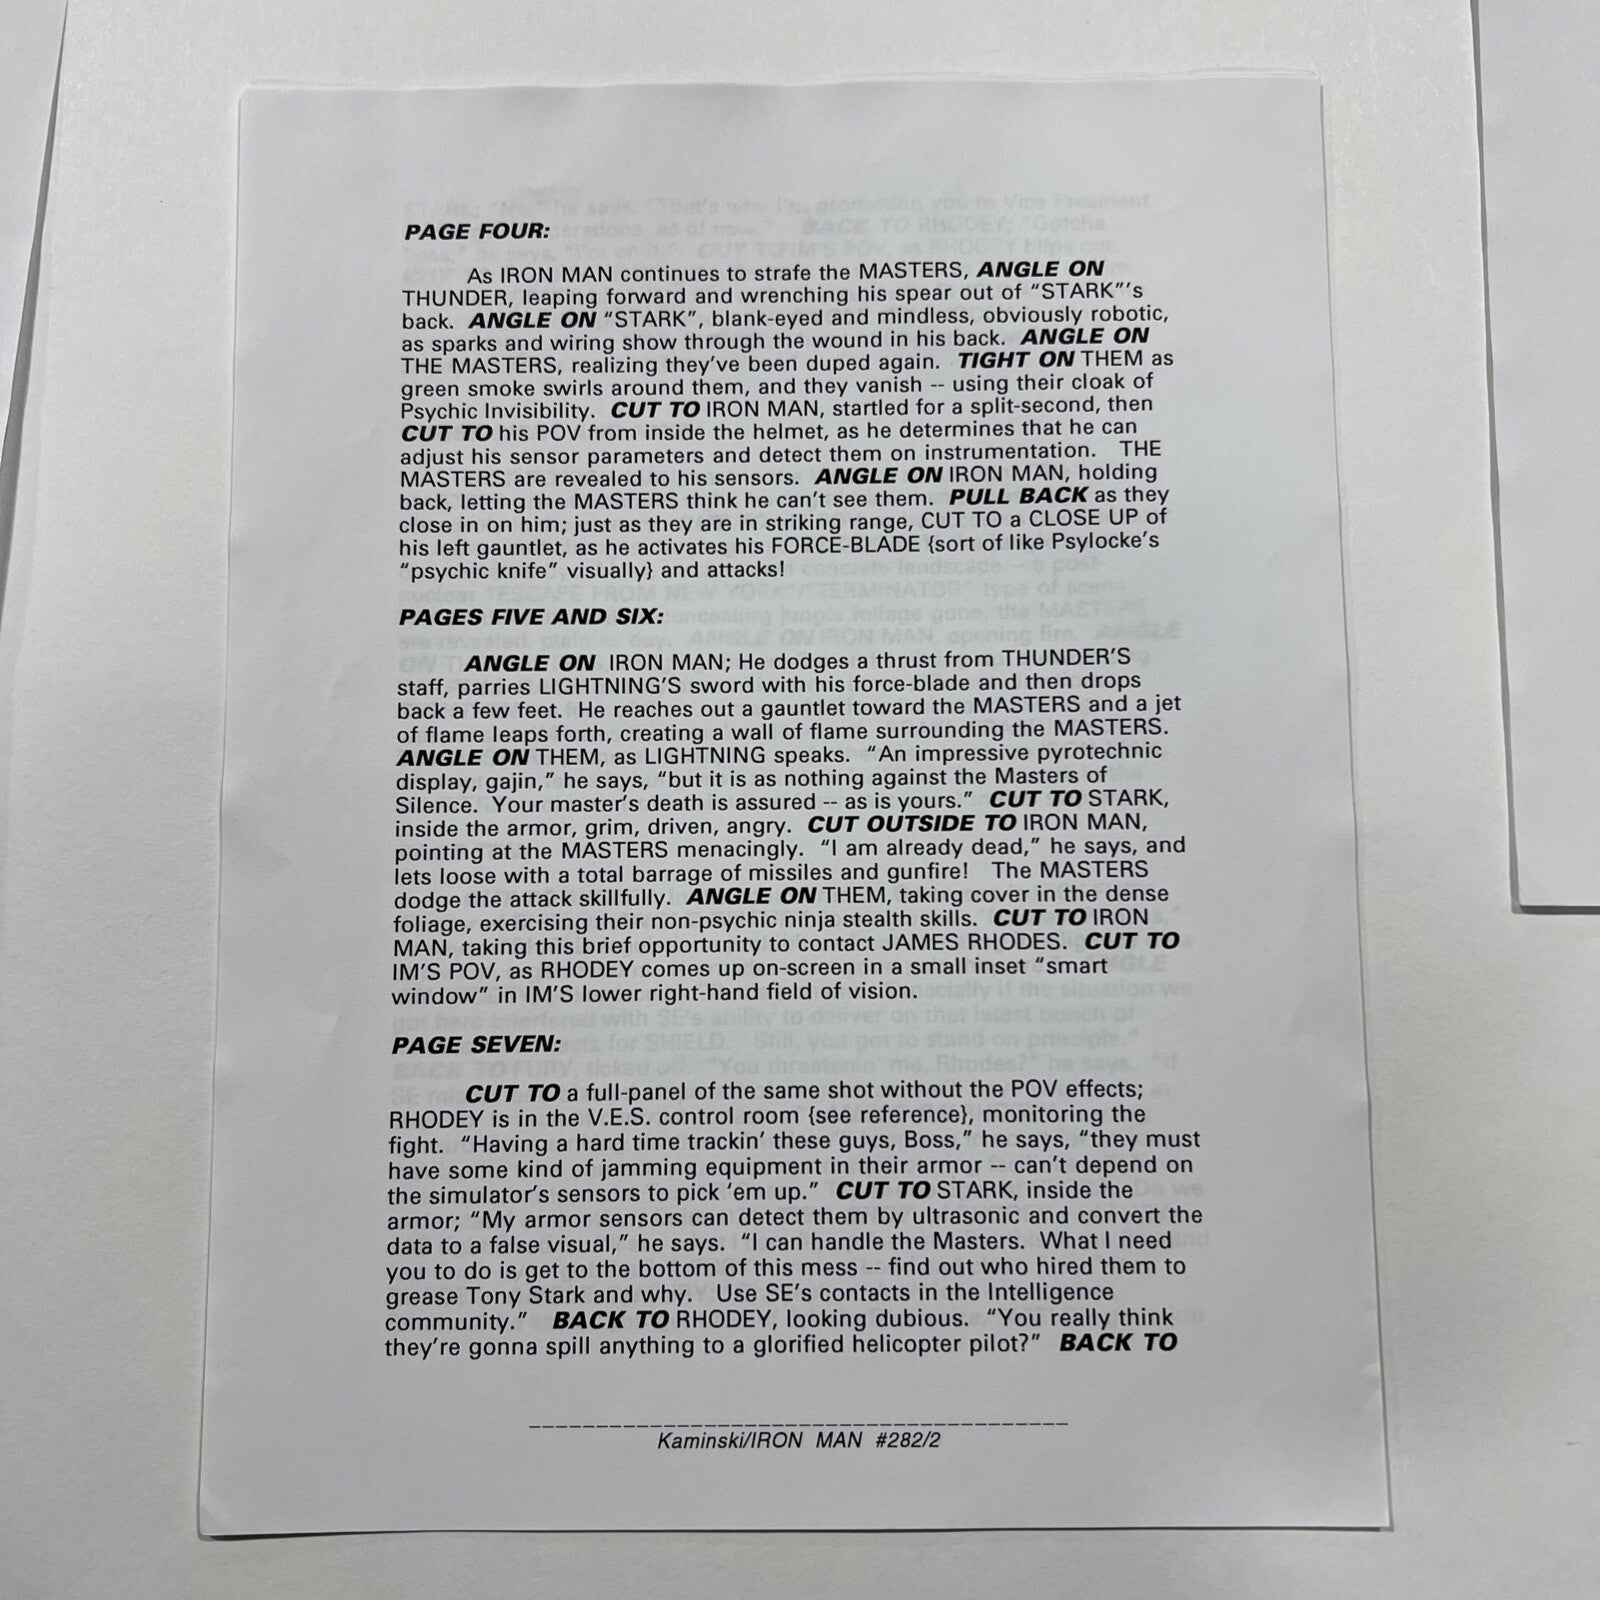 PAGE FOUR:
As IRON MAN continues to strafe the MASTERS, ANGLE ON
THUNDER, leaping forward and wrenching his spear out of “STARK”'s
back. ANGLE ON “STARK”, blank-eyed and mindless, obviously robotic,
as sparks and wiring show through the wound in his back. ANGLE ON
THE MASTERS, realizing they've been duped again. TIGHT ON THEM as
green smoke swirls around them, and they vanish -- using their cloak of
Psychic Invisibility. CUT TO IRON MAN, startled for a split-second, then
CUT TO his POV from inside the helmet, as he determines that he can
adjust his sensor parameters and detect them on instrumentation. THE
MASTERS are revealed to his sensors. ANGLE ON IRON MAN, holding
back, letting the MASTERS think he can't see them. PULL BACK as they
close in on him; just as they are in striking range, CUT TO a CLOSE UP of
his left gauntlet, as he activates his FORCE-BLADE {sort of like Psylocke's
“psychic knife” visually} and attacks!
PAGES FIVE AND SIX:
ANGLE ON IRON MAN; He dodges a thrust from THUNDER'S
staff, parries LIGHTNING'S sword with his force-blade and then drops
back a few feet. He reaches out a gauntlet toward the MASTERS and a jet
of flame leaps forth, creating a wall of flame surrounding the MASTERS.
ANGLE ON THEM, as LIGHTNING speaks. “An impressive pyrotechnic
display, gajin,” he says, “but it is as nothing against the Masters of
Silence. Your master's death is assured -- as is yours.” CUT TO STARK,
inside the armor, grim, driven, angry. CUT OUTSIDE TO IRON MAN,
pointing at the MASTERS menacingly. “I am already dead,” he says, and
lets loose with a total barrage of missiles and gunfire! The MASTERS
dodge the attack skillfully. ANGLE ON THEM, taking cover in the dense
foliage, exercising their non-psychic ninja stealth skills. CUT TO IRON
MAN, taking this brief opportunity to contact JAMES RHODES. CUT TO
IM'S POV, as RHODEY comes up on-screen in a small inset “smart
window” in IM'S lower right-hand field of vision.
PAGE SEVEN:
CUT TO a full-panel of the same shot without the POV effects;
RHODEY is in the V.E.S. control room {see reference}, monitoring the
fight. “Having a hard time trackin' these guys, Boss,” he says, “they must
have some kind of jamming equipment in their armor -- can't depend on
the simulator's sensors to pick 'em up.” CUT TO STARK, inside the
armor; “My armor sensors can detect them by ultrasonic and convert the
data to a false visual,” he says. “I can handle the Masters. What I need
you to do is get to the bottom of this mess -- find out who hired them to
grease Tony Stark and why. Use SE's contacts in the Intelligence
community.” BACK TO RHODEY, looking dubious. “You really think
they're gonna spill anything to a glorified helicopter pilot?” BACK TO
Kaminski/IRON MAN #282/2